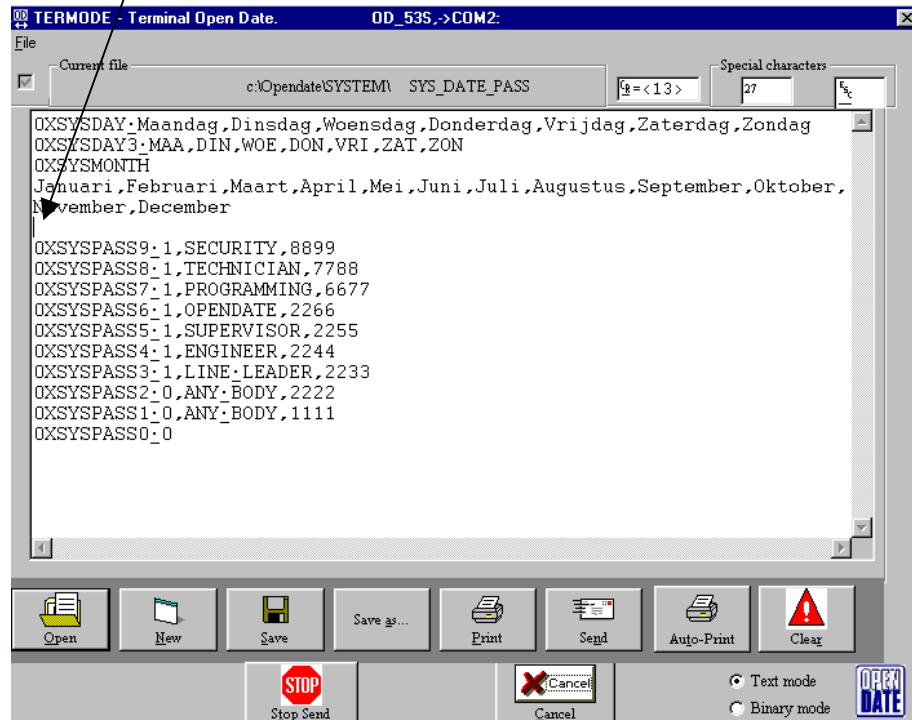 OD TERMODE - Terminal Open Date. OD_53S,->COM2:
File
Current file
c:\Opendate\SYSTEM\ SYS_DATE_PASS
CR=<13>
Special characters
27
ESC
0XSYSDAY·Maandag,Dinsdag,Woensdag,Donderdag,Vrijdag,Zaterdag,Zondag
0XSYSDAY3·MAA,DIN,WOE,DON,VRI,ZAT,ZON
0XSYSMONTH
Januari,Februari,Maart,April,Mei,Juni,Juli,Augustus,September,Oktober,
November,December
0XSYSPASS9·1,SECURITY,8899
0XSYSPASS8·1,TECHNICIAN,7788
0XSYSPASS7·1,PROGRAMMING,6677
0XSYSPASS6·1,OPENDATE,2266
0XSYSPASS5·1,SUPERVISOR,2255
0XSYSPASS4·1,ENGINEER,2244
0XSYSPASS3·1,LINE·LEADER,2233
0XSYSPASS2·0,ANY·BODY,2222
0XSYSPASS1·0,ANY·BODY,1111
0XSYSPASS0·0
Open
New
Save
Save as...
Print
Send
Auto-Print
Clear
STOP
Stop Send
Cancel
Cancel
Text mode
Binary mode
OPEN
DATE